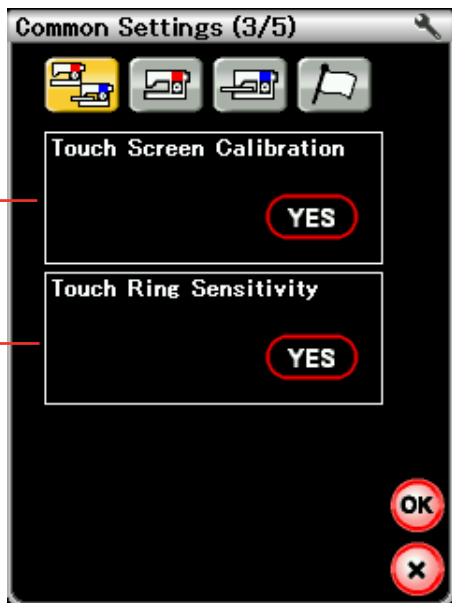 Common Settings (3/5)
Touch Screen Calibration
YES
Touch Ring Sensitivity
YES
OK